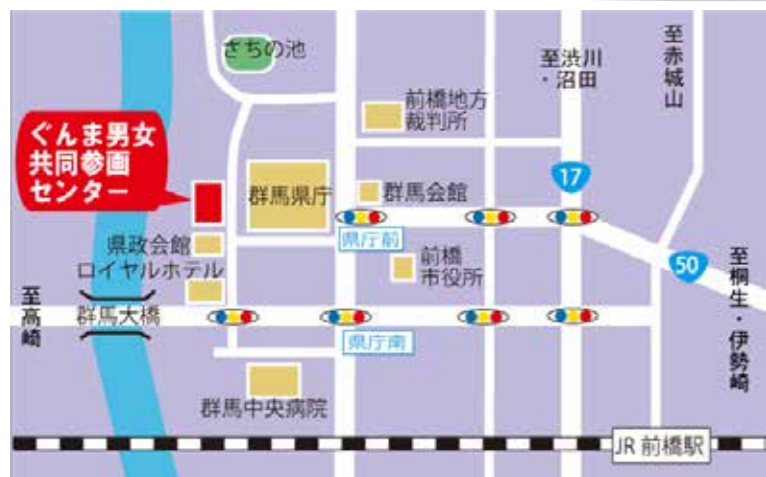 さちの池
至渋川
・沼田
至赤城山
前橋地方
裁判所
ぐんま男女
共同参画
センター
17
群馬県庁
群馬会館
県庁前
県政会館
前橋
市役所
ロイヤルホテル
50
至桐生・伊勢崎
至高崎
群馬大橋
県庁南
群馬中央病院
JR 前橋駅